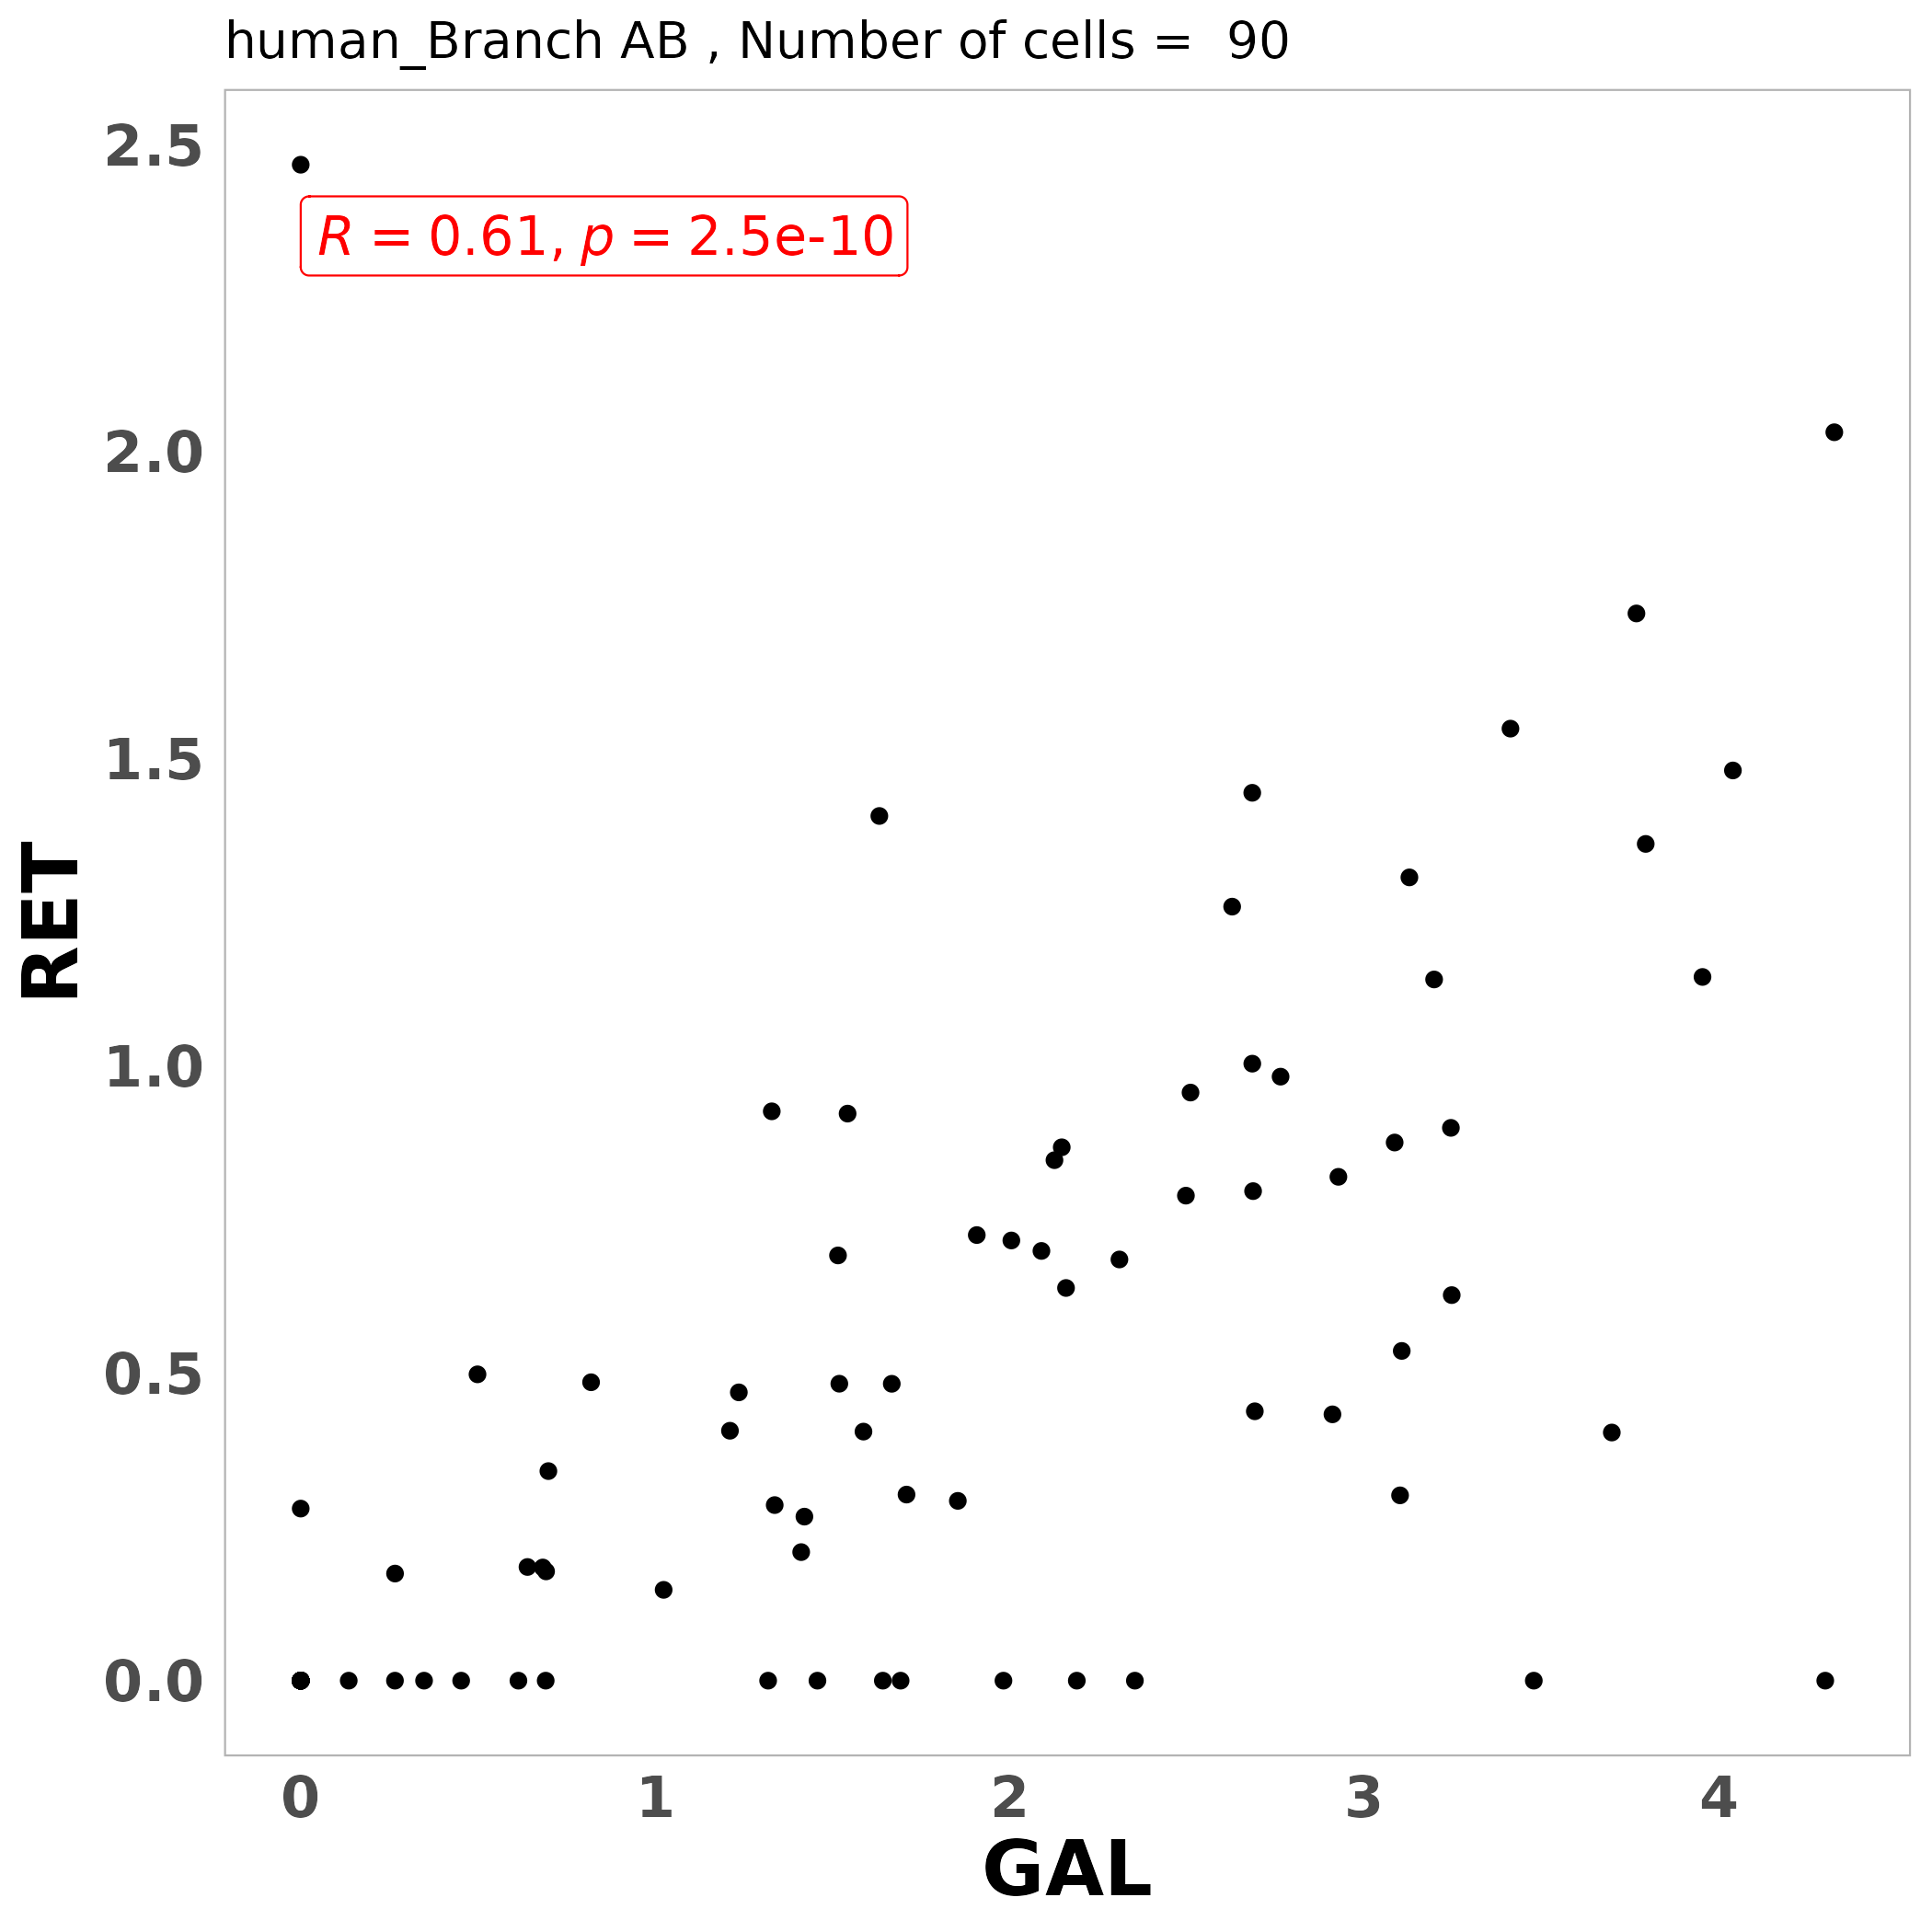 human_Branch AB , Number of cells =  90
2.5
R = 0.61, p = 2.5e-10
2.0
1.5
RET
1.0
0.5
0.0
0 1 2 3 4
GAL